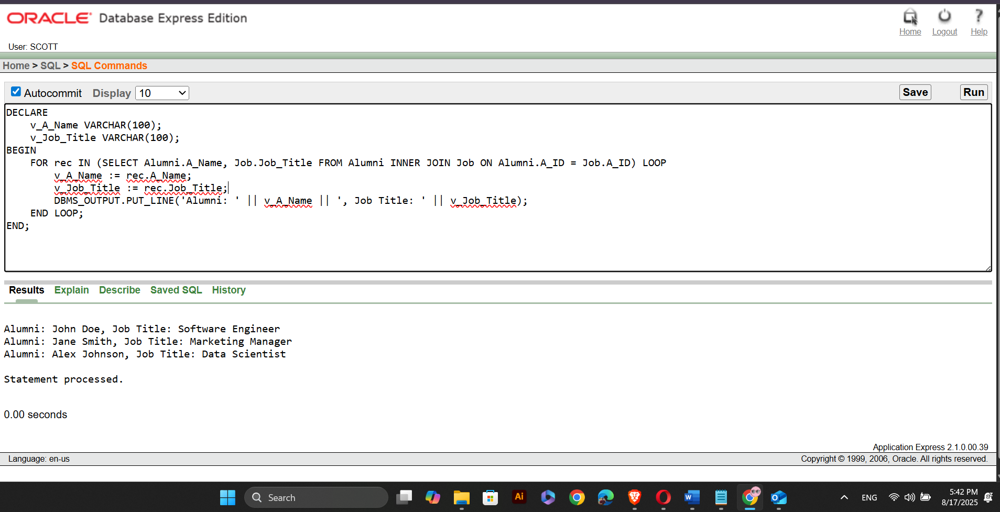 ORACLE Database Express Edition
Home Logout Help
User: SCOTT
Home > SQL > SQL Commands
Autocommit Display 10 Save Run
DECLARE
    v_A_Name VARCHAR(100);
    v_Job_Title VARCHAR(100);
BEGIN
    FOR rec IN (SELECT Alumni.A_Name, Job.Job_Title FROM Alumni INNER JOIN Job ON Alumni.A_ID = Job.A_ID) LOOP
        v_A_Name := rec.A_Name;
        v_Job_Title := rec.Job_Title;
        DBMS_OUTPUT.PUT_LINE('Alumni: ' || v_A_Name || ', Job Title: ' || v_Job_Title);
    END LOOP;
END;
Results Explain Describe Saved SQL History
Alumni: John Doe, Job Title: Software Engineer
Alumni: Jane Smith, Job Title: Marketing Manager
Alumni: Alex Johnson, Job Title: Data Scientist
Statement processed.
0.00 seconds
Application Express 2.1.0.00.39
Language: en-us Copyright © 1999, 2006, Oracle. All rights reserved.
Search Ai W O ENG 5:42 PM
8/17/2025